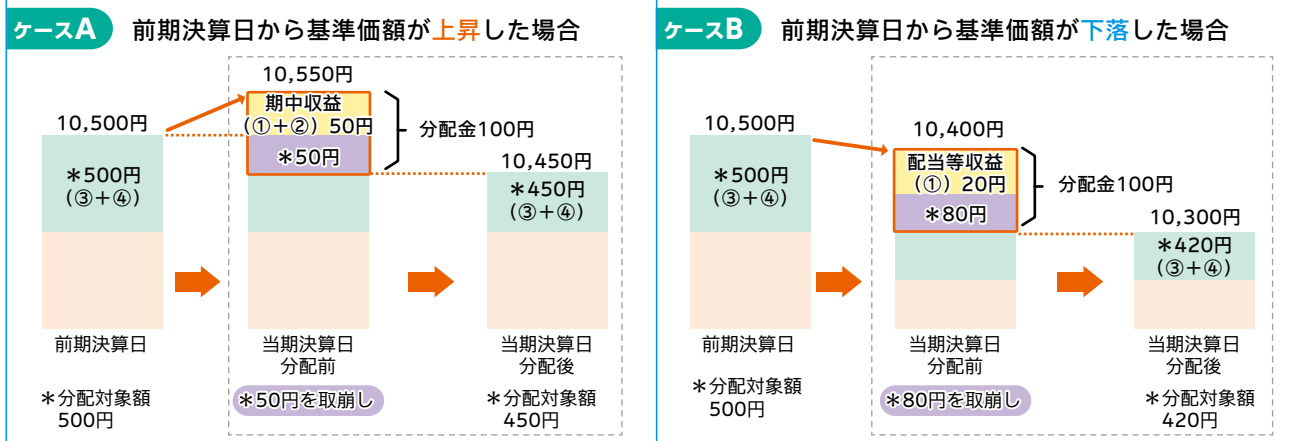 ケースA 前期決算日から基準価額が上昇した場合
10,550円
10,500円
期中収益
(①+②) 50円
分配金100円
*50円
10,450円
*500円
(③+④)
*450円
(③+④)
前期決算日
当期決算日
分配前
当期決算日
分配後
*分配対象額
500円
*50円を取崩し
*分配対象額
450円
ケースB 前期決算日から基準価額が下落した場合
10,500円
10,400円
配当等収益
(①) 20円
分配金100円
*80円
*500円
(③+④)
10,300円
*420円
(③+④)
前期決算日
当期決算日
分配前
当期決算日
分配後
*分配対象額
500円
*80円を取崩し
*分配対象額
420円